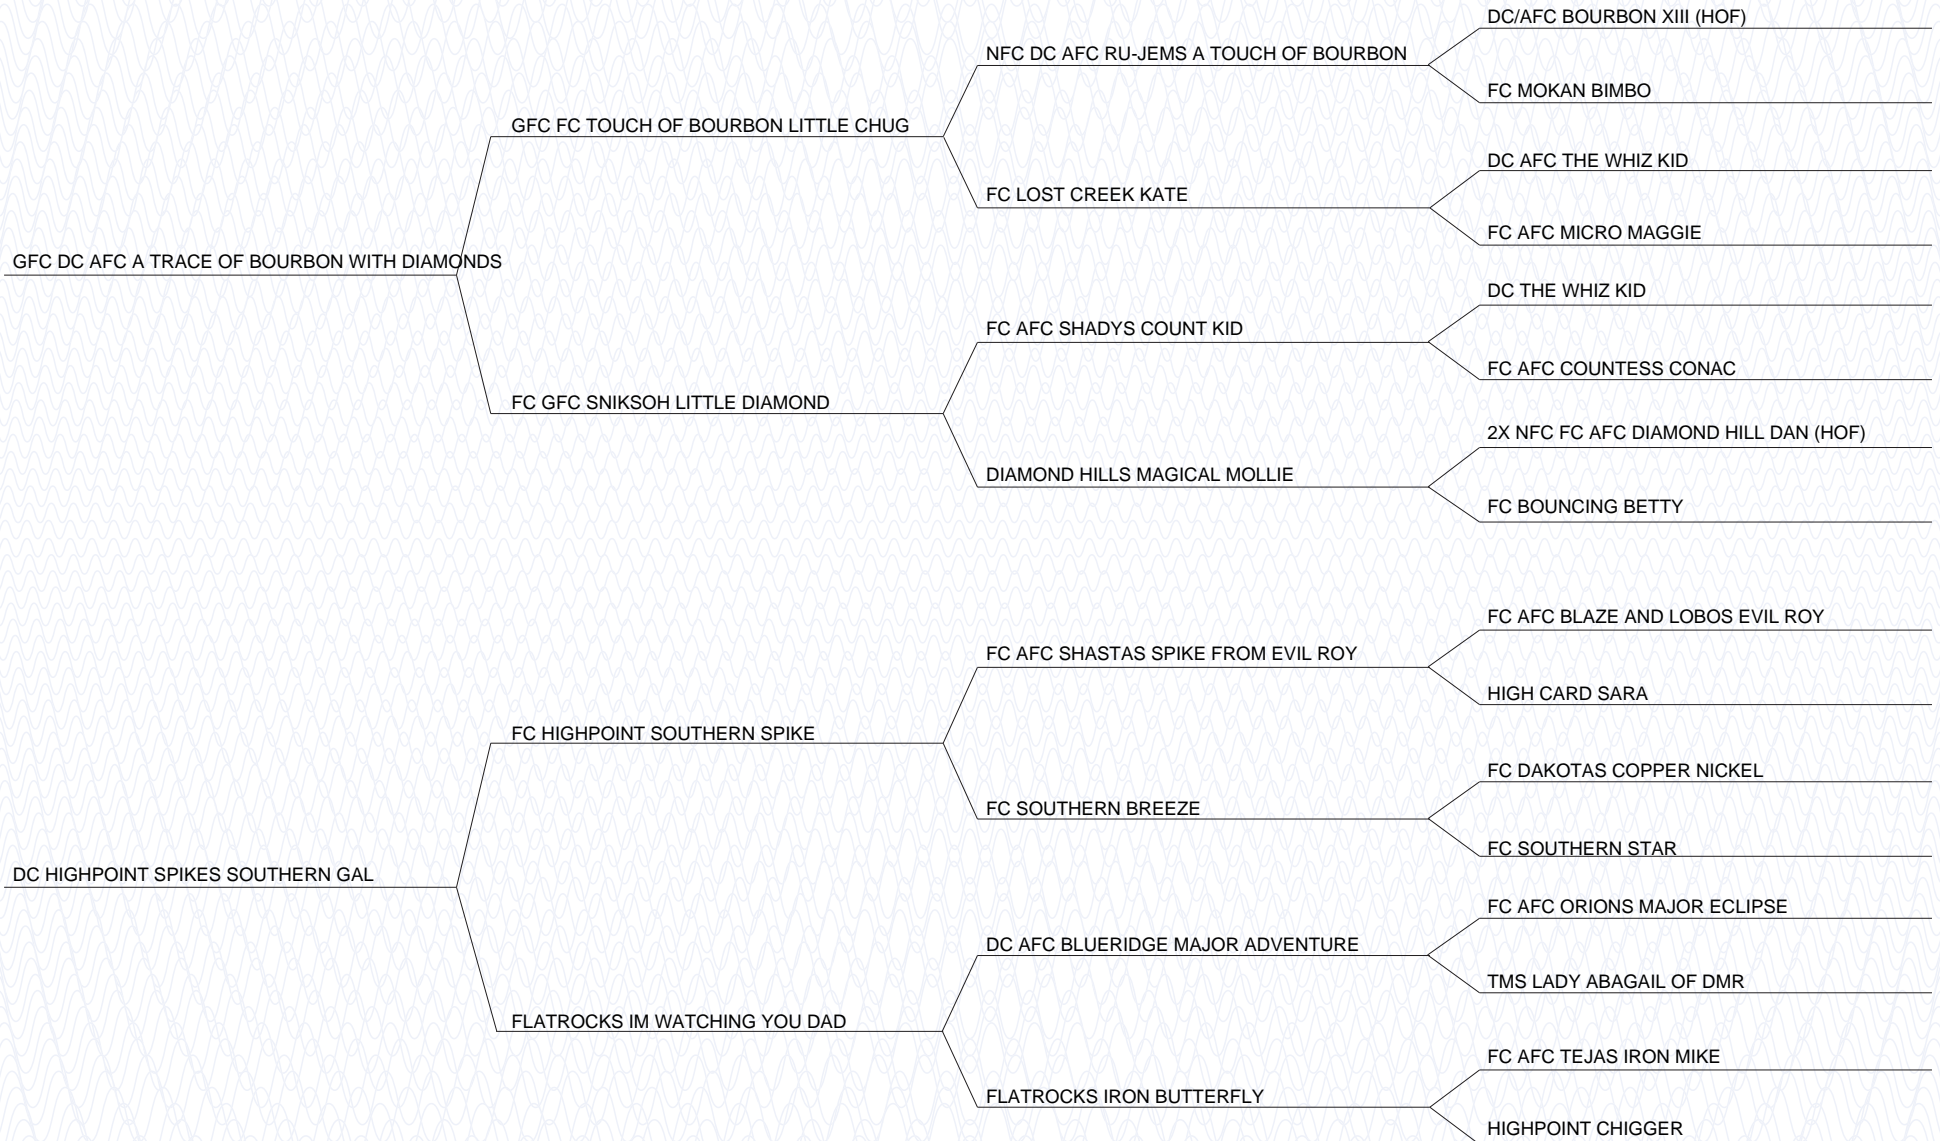 DC/AFC BOURBON XIII (HOF)
NFC DC AFC RU-JEMS A TOUCH OF BOURBON
FC MOKAN BIMBO
GFC FC TOUCH OF BOURBON LITTLE CHUG
DC AFC THE WHIZ KID
FC LOST CREEK KATE
FC AFC MICRO MAGGIE
GFC DC AFC A TRACE OF BOURBON WITH DIAMONDS
DC THE WHIZ KID
FC AFC SHADYS COUNT KID
FC AFC COUNTESS CONAC
FC GFC SNIKSOH LITTLE DIAMOND
2X NFC FC AFC DIAMOND HILL DAN (HOF)
DIAMOND HILLS MAGICAL MOLLIE
FC BOUNCING BETTY
FC AFC BLAZE AND LOBOS EVIL ROY
FC AFC SHASTAS SPIKE FROM EVIL ROY
HIGH CARD SARA
FC HIGHPOINT SOUTHERN SPIKE
FC DAKOTAS COPPER NICKEL
FC SOUTHERN BREEZE
FC SOUTHERN STAR
DC HIGHPOINT SPIKES SOUTHERN GAL
FC AFC ORIONS MAJOR ECLIPSE
DC AFC BLUERIDGE MAJOR ADVENTURE
TMS LADY ABAGAIL OF DMR
FLATROCKS IM WATCHING YOU DAD
FC AFC TEJAS IRON MIKE
FLATROCKS IRON BUTTERFLY
HIGHPOINT CHIGGER